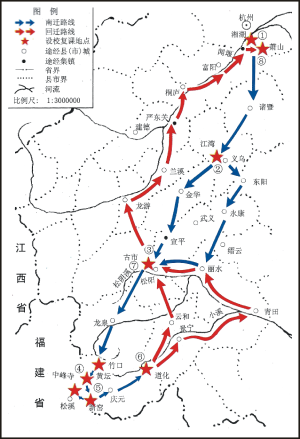 图 例
南迁路线
回迁路线
设校复课地点
途经县(市)城
途经集镇
省界
县市界
河流
比例尺: 1:3000000
杭州
湘湖
①
萧山
⑧
闻堰
富阳
桐庐
诸暨
严东关
建德
江湾
义乌
②
兰溪
金华
东阳
龙游
武义
永康
宣平
缙云
③
古市
⑦
松阳
丽水
松阴溪
江西省
龙泉
云和
小溪
青田
景宁
福建省
④
竹口
⑥
道化
中峰寺
黄坛
⑤
庆元
松溪
新窑